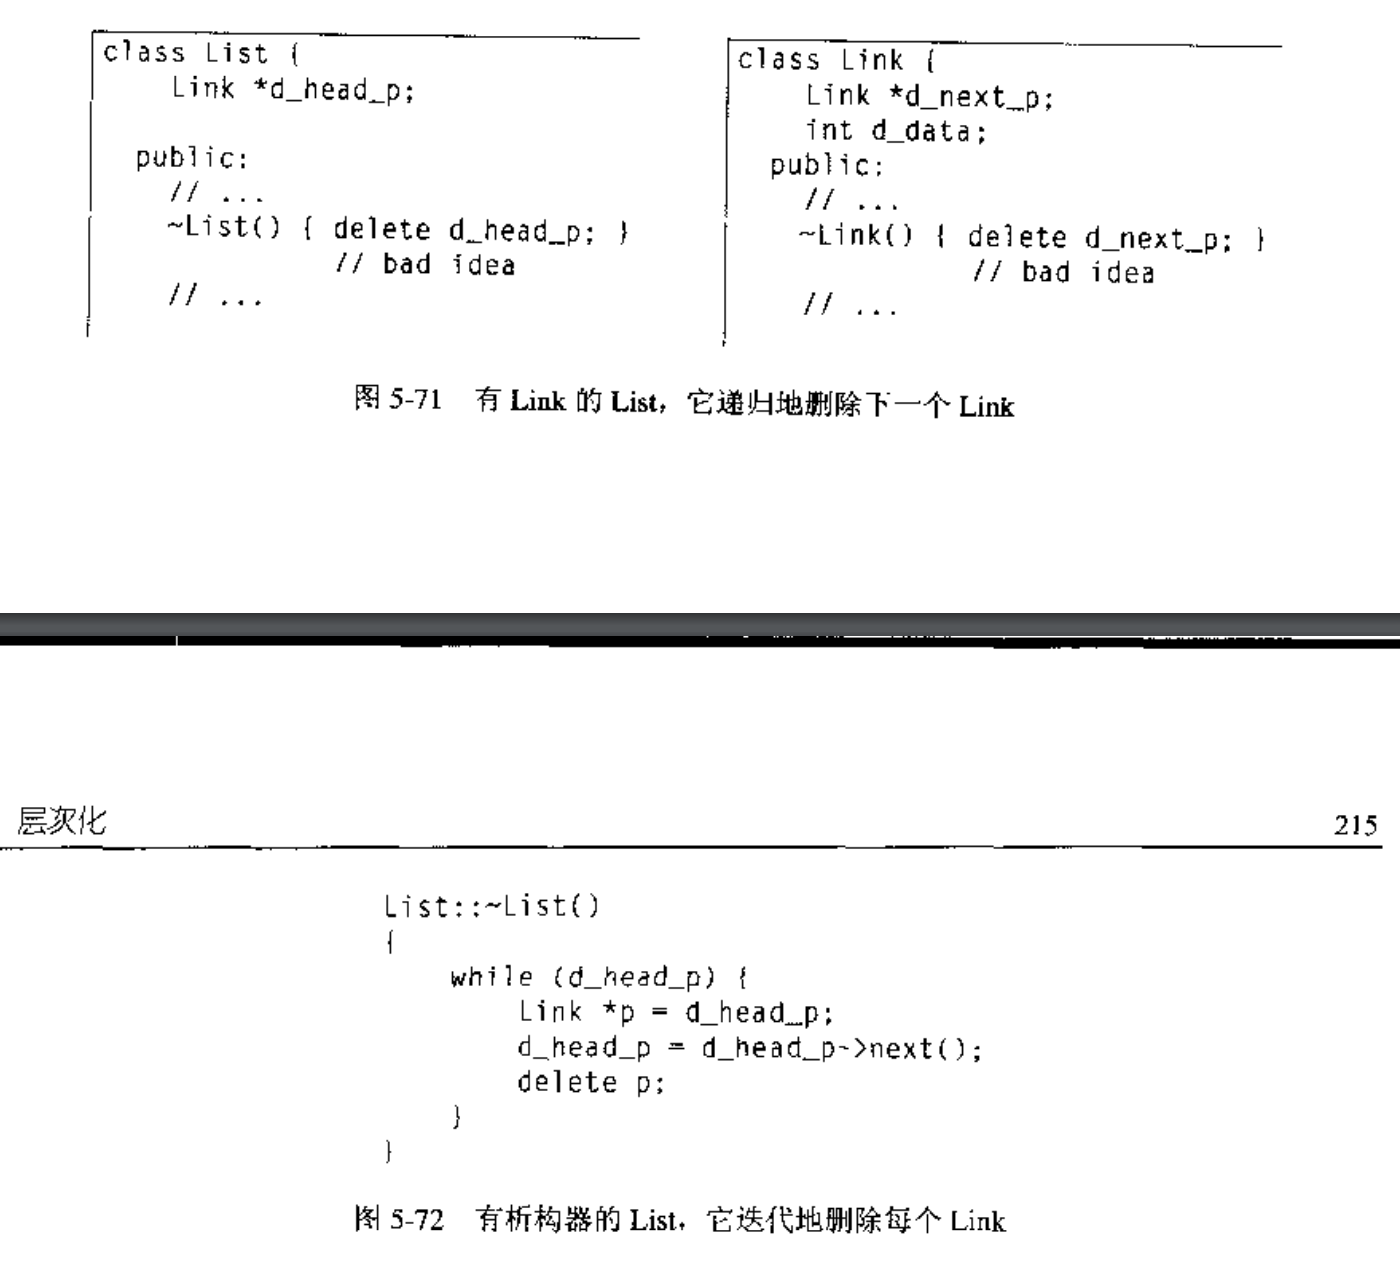 class List {
Link *d_head_p;
public:
// ...
~List() { delete d_head_p; }
// bad idea
// ...
class Link {
Link *d_next_p;
int d_data;
public:
// ...
~Link() { delete d_next_p; }
// bad idea
// ...
图 5-71 有 Link 的 List，它递归地删除下一个 Link
层次化
215
List::~List()
{
while (d_head_p) {
Link *p = d_head_p;
d_head_p = d_head_p->next();
delete p;
}
}
图 5-72 有析构器的 List，它迭代地删除每个 Link